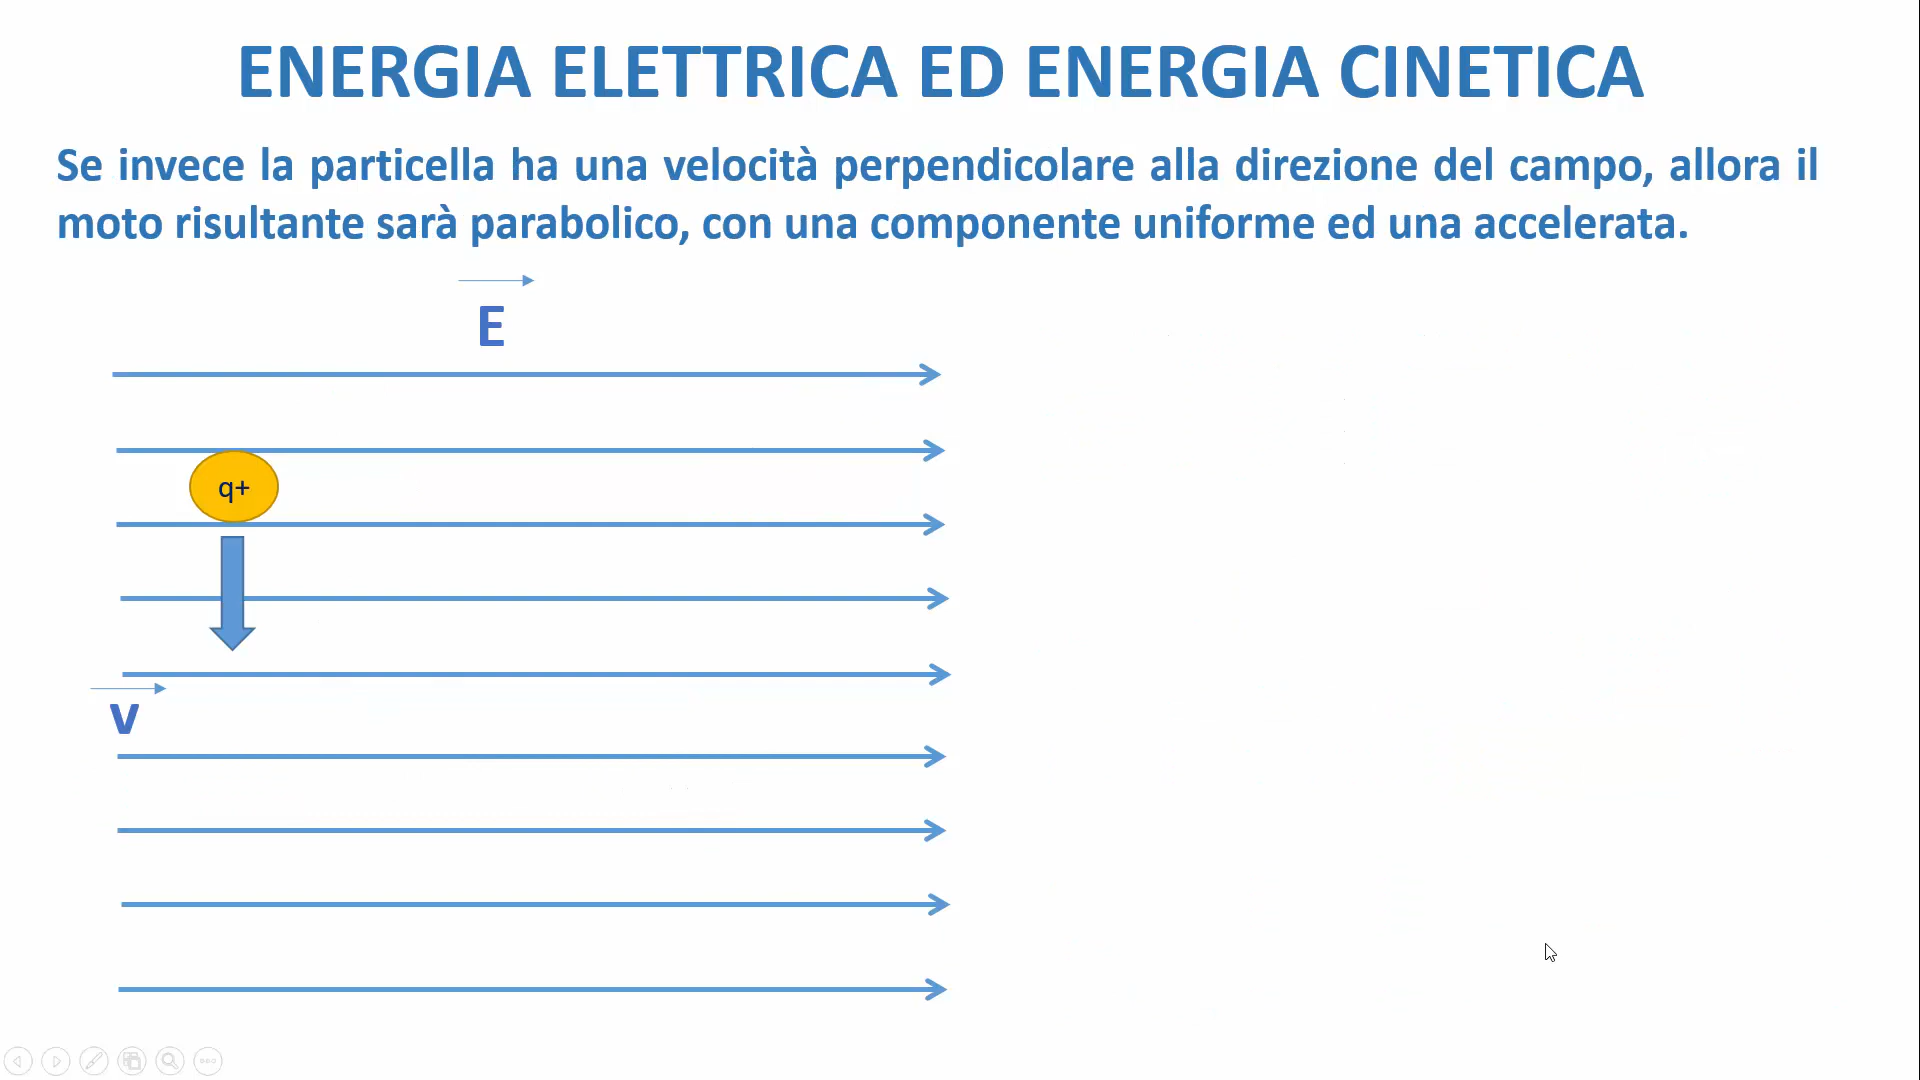 ENERGIA ELETTRICA ED ENERGIA CINETICA
Se invece la particella ha una velocità perpendicolare alla direzione del campo, allora il
moto risultante sarà parabolico, con una componente uniforme ed una accelerata.
E
q+
v